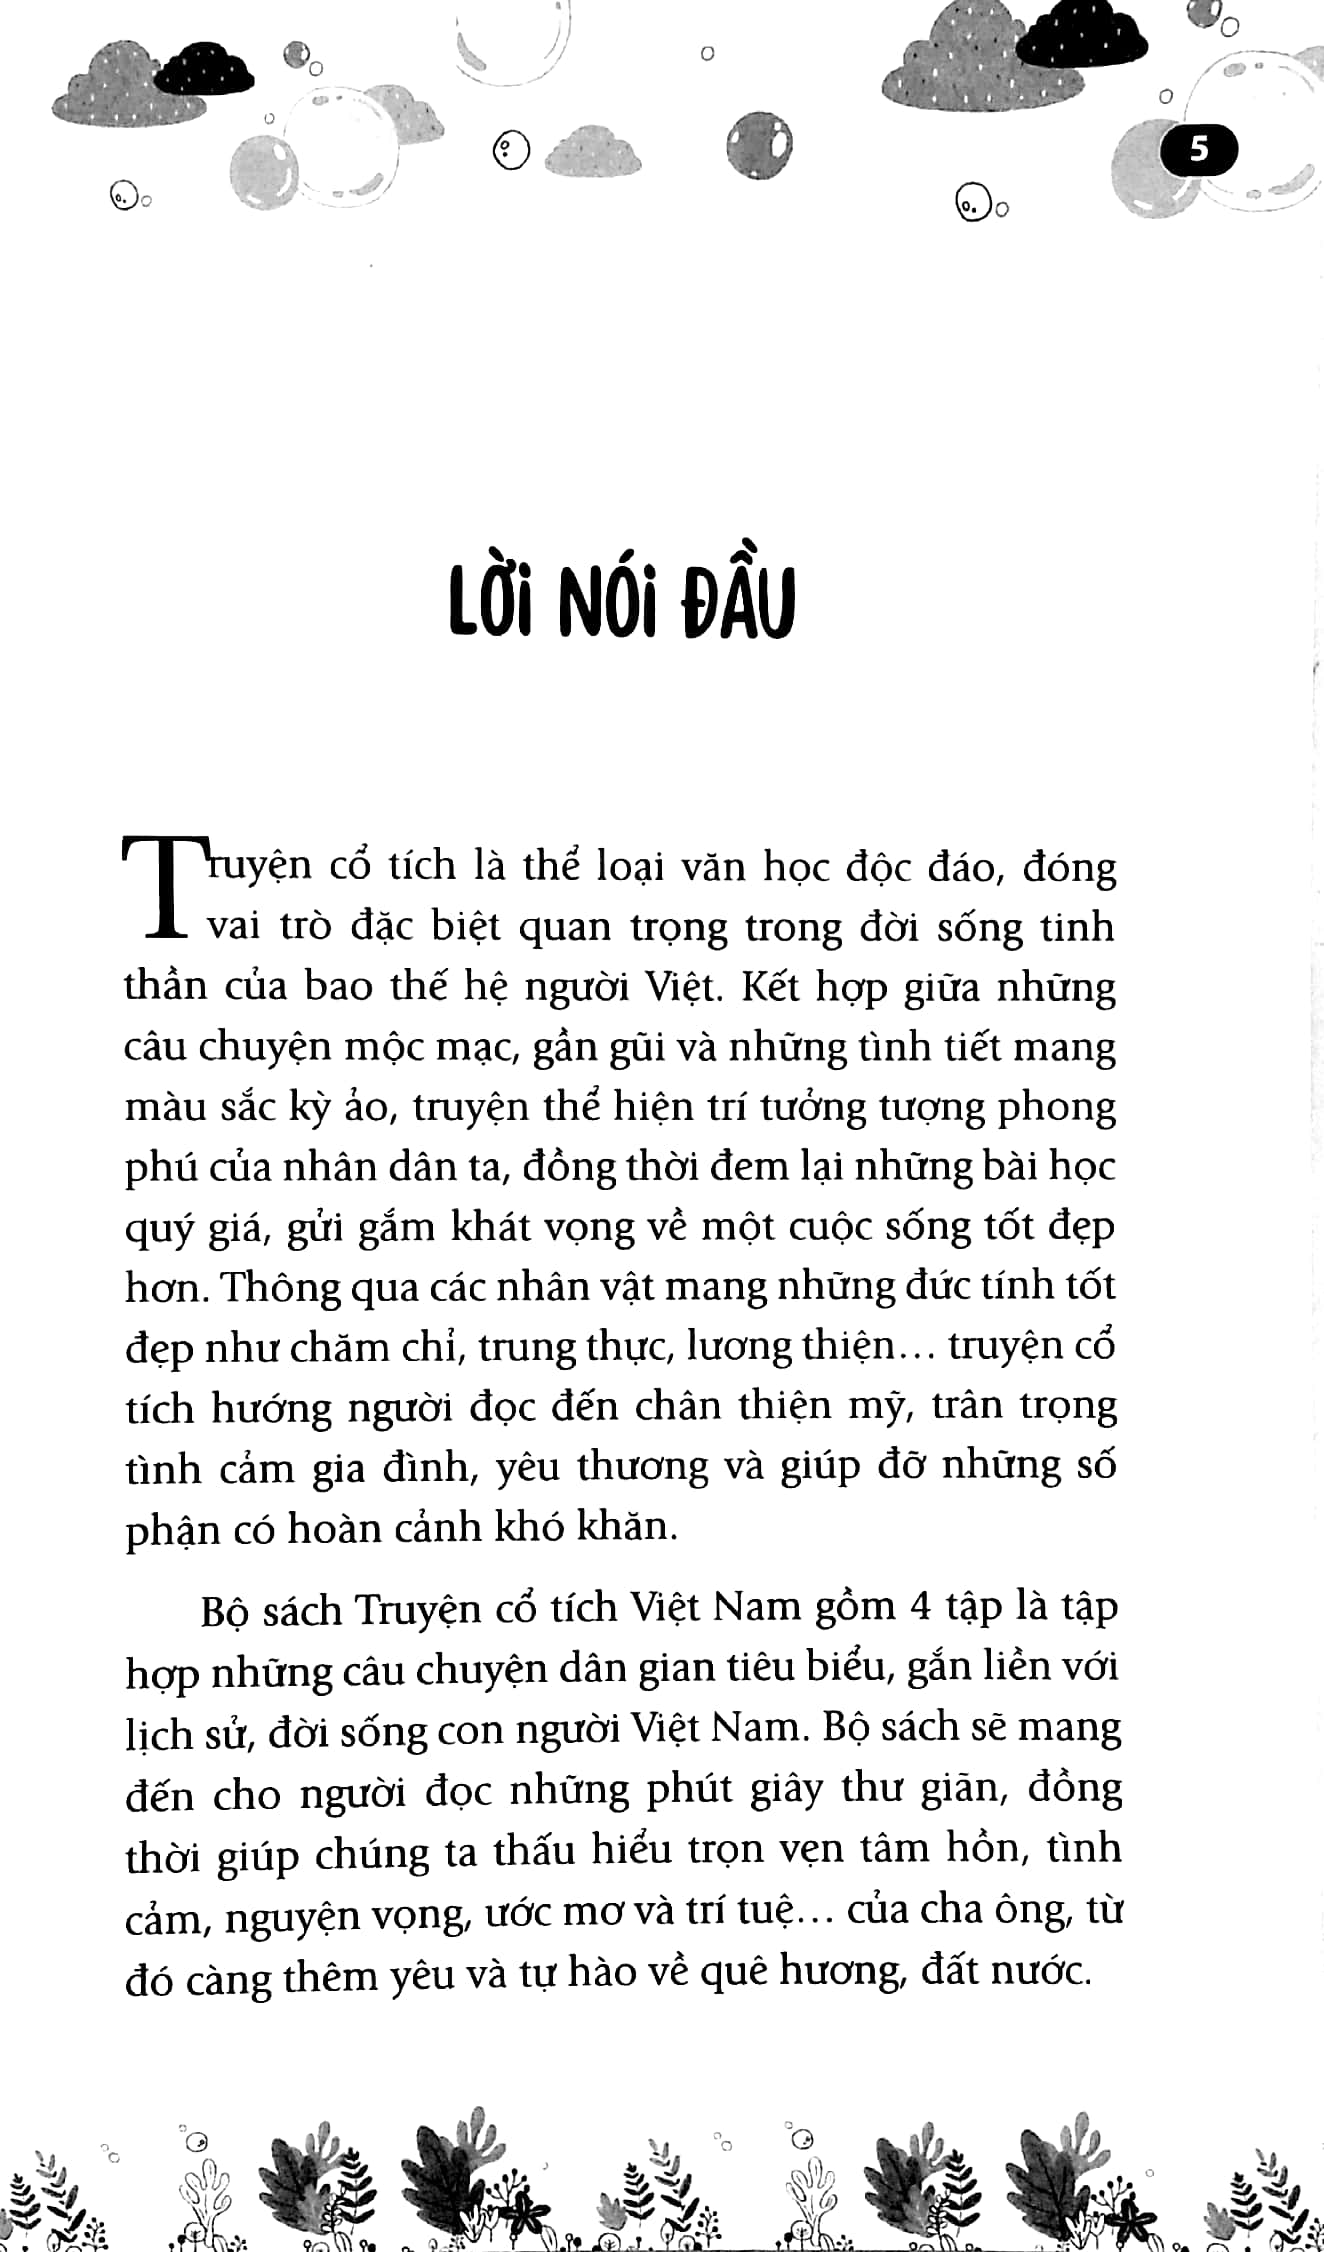 5
LỜI NÓI ĐẦU
Truyện cổ tích là thể loại văn học độc đáo, đóng
vai trò đặc biệt quan trọng trong đời sống tinh
thần của bao thế hệ người Việt. Kết hợp giữa những
câu chuyện mộc mạc, gần gũi và những tình tiết mang
màu sắc kỳ ảo, truyện thể hiện trí tưởng tượng phong
phú của nhân dân ta, đồng thời đem lại những bài học
quý giá, gửi gắm khát vọng về một cuộc sống tốt đẹp
hơn. Thông qua các nhân vật mang những đức tính tốt
đẹp như chăm chỉ, trung thực, lương thiện... truyện cổ
tích hướng người đọc đến chân thiện mỹ, trân trọng
tình cảm gia đình, yêu thương và giúp đỡ những số
phận có hoàn cảnh khó khăn.
Bộ sách Truyện cổ tích Việt Nam gồm 4 tập là tập
hợp những câu chuyện dân gian tiêu biểu, gắn liền với
lịch sử, đời sống con người Việt Nam. Bộ sách sẽ mang
đến cho người đọc những phút giây thư giãn, đồng
thời giúp chúng ta thấu hiểu trọn vẹn tâm hồn, tình
cảm, nguyện vọng, ước mơ và trí tuệ... của cha ông, từ
đó càng thêm yêu và tự hào về quê hương, đất nước.